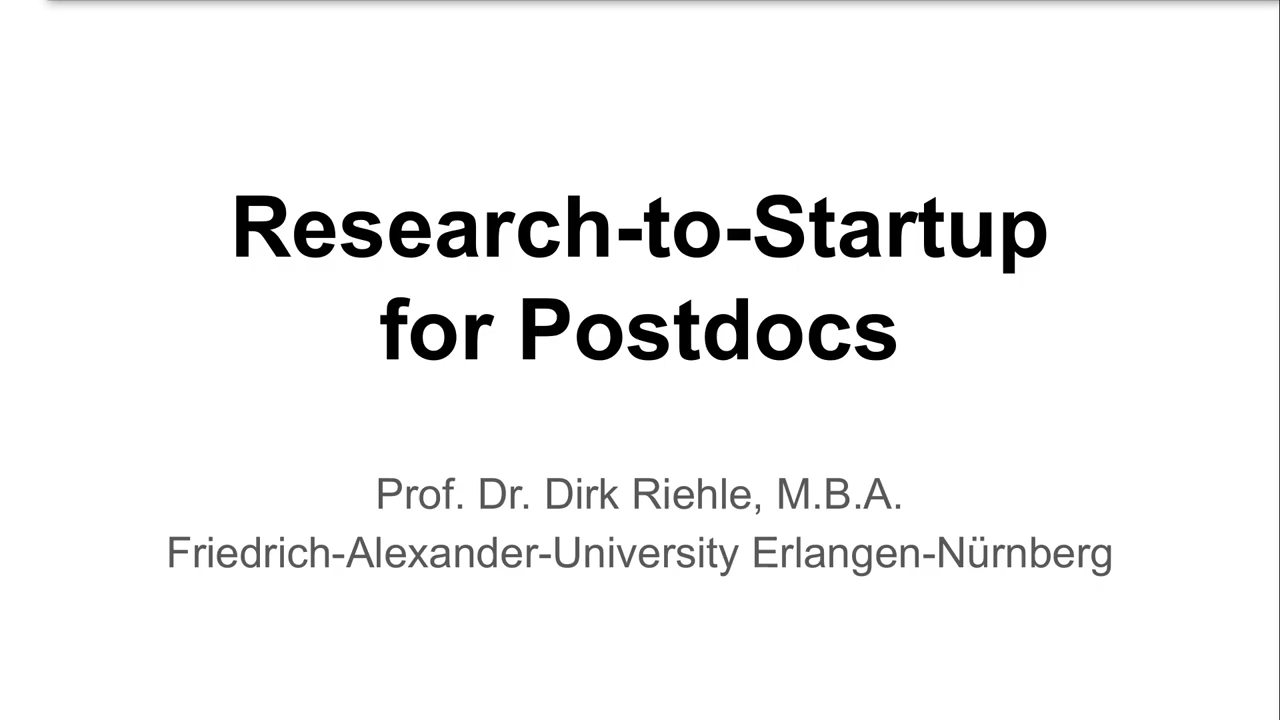 Research-to-Startup
for Postdocs
Prof. Dr. Dirk Riehle, M.B.A.
Friedrich-Alexander-University Erlangen-Nürnberg